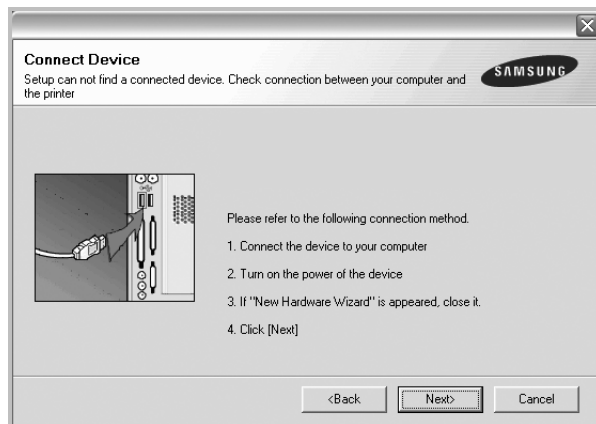 Connect Device
Setup can not find a connected device. Check connection between your computer and
the printer
SAMSUNG
Please refer to the following connection method.
1. Connect the device to your computer
2. Turn on the power of the device
3. If "New Hardware Wizard" is appeared, close it.
4. Click [Next]
<Back
Next>
Cancel